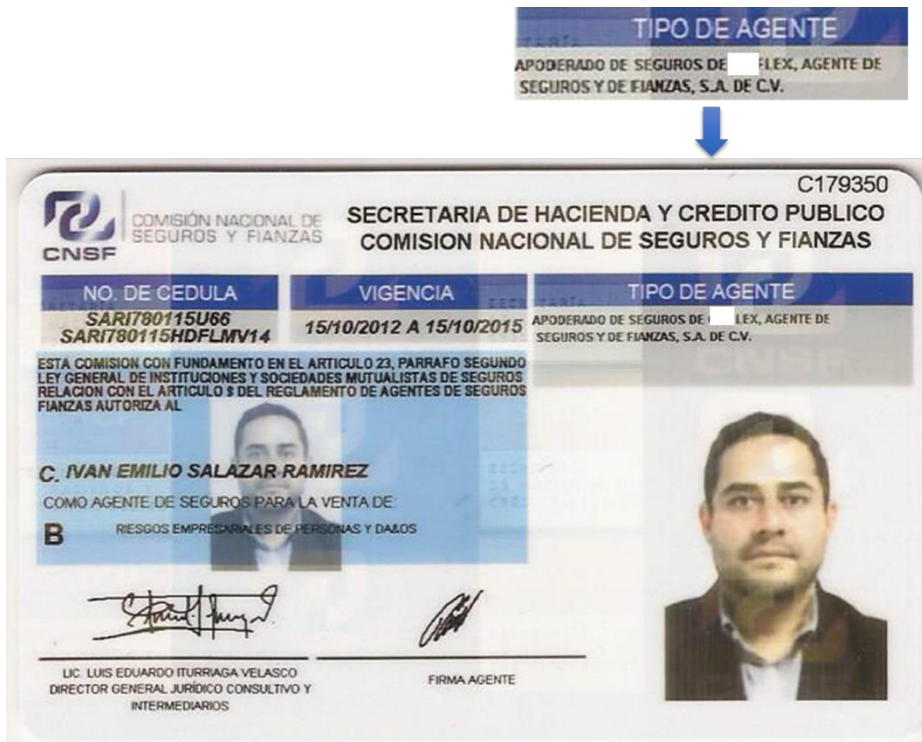 TIPO DE AGENTE
APODERADO DE SEGUROS DE FLEX, AGENTE DE
SEGUROS Y DE FIANZAS, S.A. DE C.V.
C179350
CNSF
COMISIÓN NACIONAL DE
SEGUROS Y FIANZAS
SECRETARIA DE HACIENDA Y CREDITO PUBLICO
COMISION NACIONAL DE SEGUROS Y FIANZAS
NO. DE CEDULA
SARI780115U66
SARI780115HDFLMV14
VIGENCIA
15/10/2012 A 15/10/2015
TIPO DE AGENTE
APODERADO DE SEGUROS DE LEX, AGENTE DE
SEGUROS Y DE FIANZAS, S.A. DE C.V.
ESTA COMISION CON FUNDAMENTO EN EL ARTICULO 23, PARRAFO SEGUNDO
LEY GENERAL DE INSTITUCIONES Y SOCIEDADES MUTUALISTAS DE SEGUROS
RELACION CON EL ARTICULO $ DEL REGLAMENTO DE AGENTES DE SEGUROS
FIANZAS AUTORIZA AL
C. IVAN EMILIO SALAZAR RAMIREZ
COMO AGENTE DE SEGUROS PARA LA VENTA DE:
B RIESGOS EMPRESARIALES DE PERSONAS Y DA&OS
LIC. LUIS EDUARDO ITURRIAGA VELASCO
DIRECTOR GENERAL JURÍDICO CONSULTIVO Y
INTERMEDIARIOS
FIRMA AGENTE